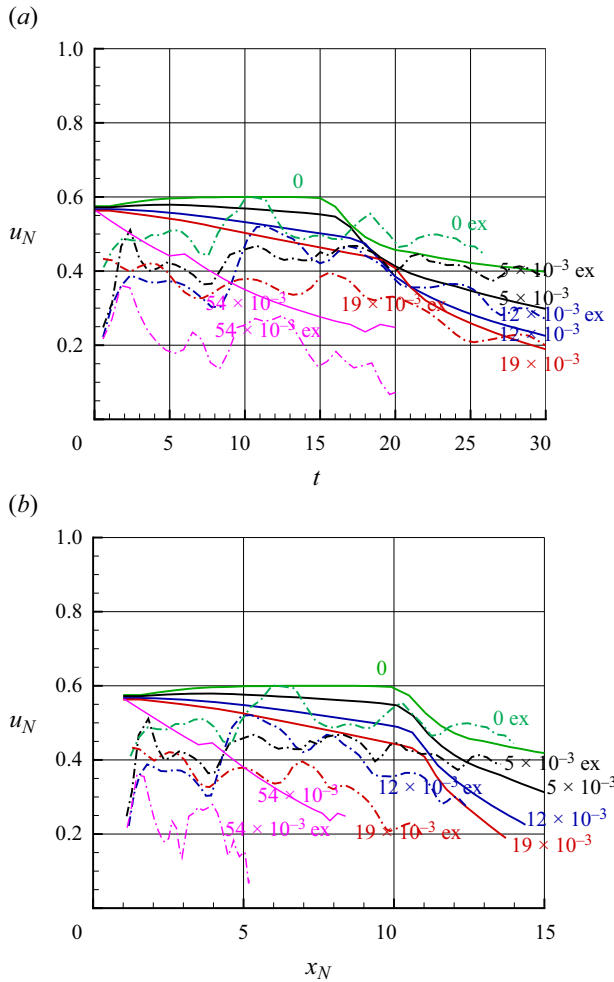 (a)
1.0
0.8
0
0.6
0 ex
u_N
5 × 10⁻³ ex
0.4
5 × 10⁻³
54 × 10⁻³
19 × 10⁻³ ex
12 × 10⁻³ ex
54 × 10⁻³ ex
12 × 10⁻³
0.2
19 × 10⁻³
0 5 10 15 20 25 30
t
(b)
1.0
0.8
0
0.6
0 ex
u_N
5 × 10⁻³ ex
0.4
5 × 10⁻³
54 × 10⁻³
12 × 10⁻³ ex
12 × 10⁻³
54 × 10⁻³ ex
19 × 10⁻³ ex
0.2
19 × 10⁻³
0 5 10 15
x_N